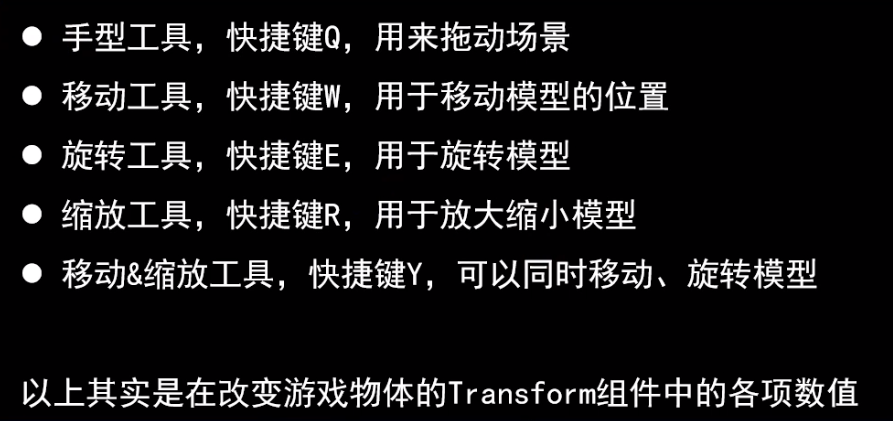 ● 手型工具，快捷键Q，用来拖动场景
● 移动工具，快捷键W，用于移动模型的位置
● 旋转工具，快捷键E，用于旋转模型
● 缩放工具，快捷键R，用于放大缩小模型
● 移动&缩放工具，快捷键Y，可以同时移动、旋转模型
以上其实是在改变游戏物体的Transform组件中的各项数值